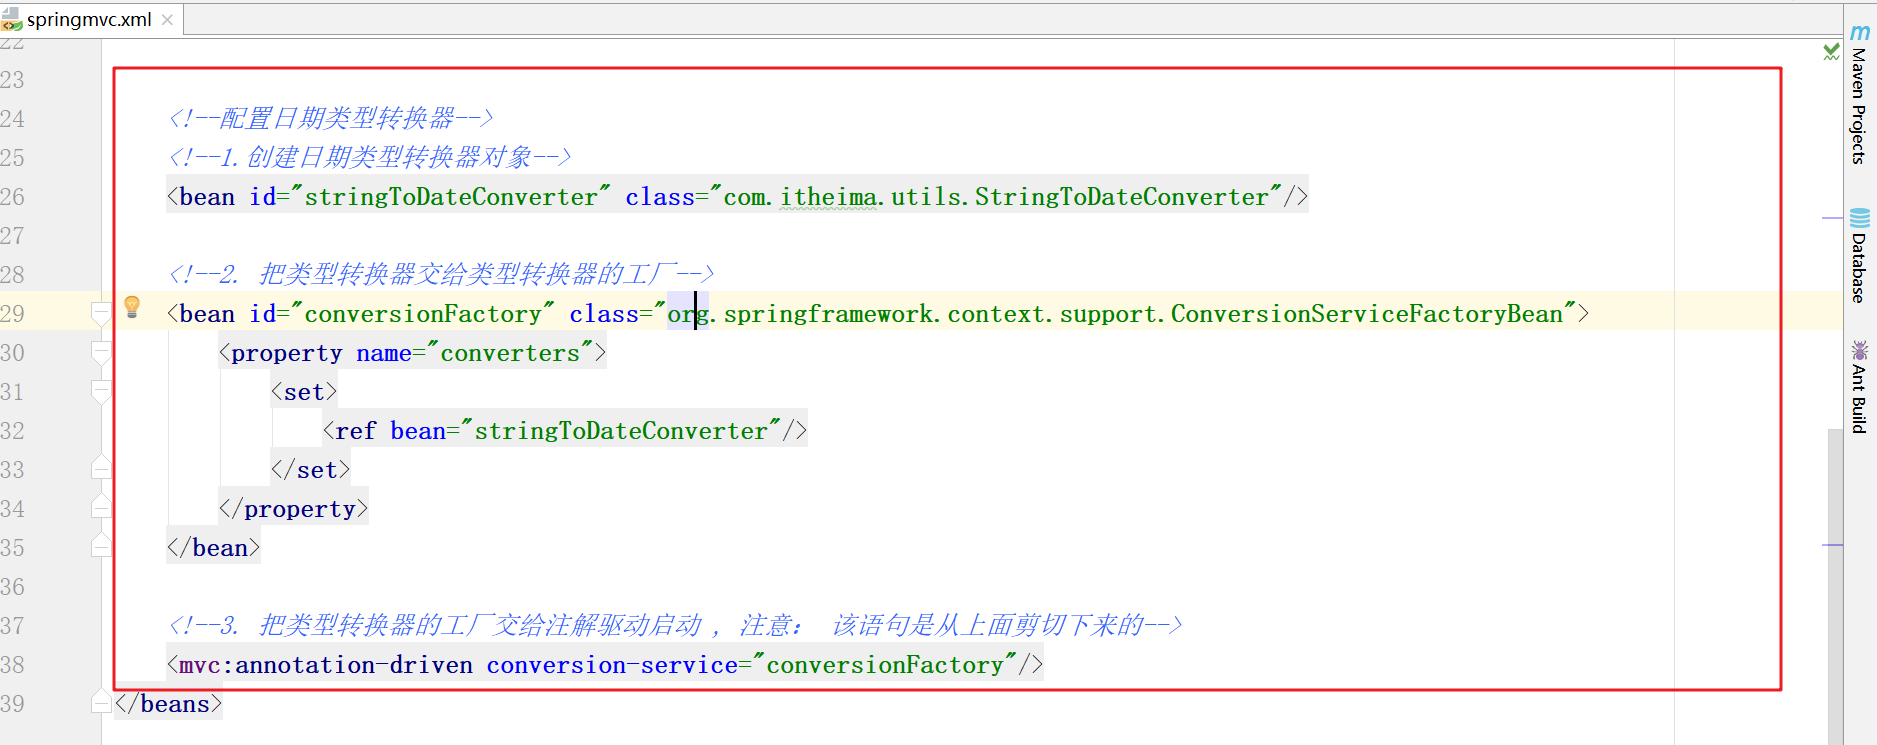 springmvc.xml
22
23
24 <!--配置日期类型转换器-->
25 <!--1.创建日期类型转换器对象-->
26 <bean id="stringToDateConverter" class="com.itheima.utils.StringToDateConverter"/>
27
28 <!--2. 把类型转换器交给类型转换器的工厂-->
29 <bean id="conversionFactory" class="org.springframework.context.support.ConversionServiceFactoryBean">
30 <property name="converters">
31 <set>
32 <ref bean="stringToDateConverter"/>
33 </set>
34 </property>
35 </bean>
36
37 <!--3. 把类型转换器的工厂交给注解驱动启动 , 注意： 该语句是从上面剪切下来的-->
38 <mvc:annotation-driven conversion-service="conversionFactory"/>
39 </beans>
Maven Projects
Database
Ant Build